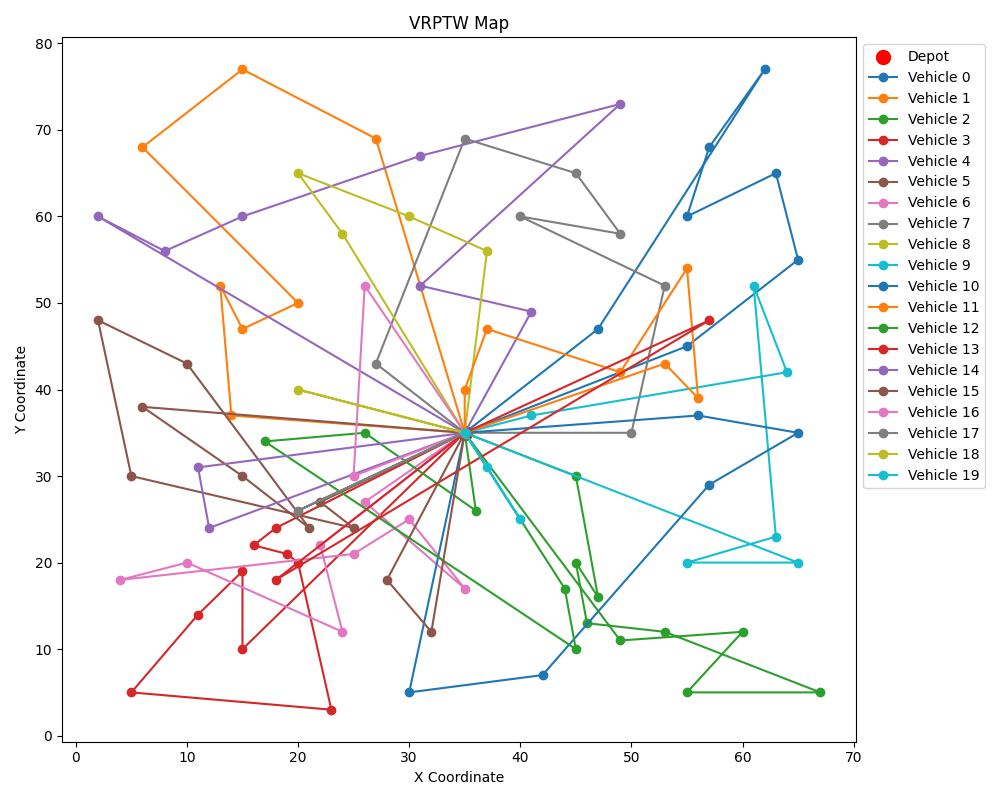 VRPTW Map
80
70
60
50
40
30
20
10
0
Y Coordinate
0 10 20 30 40 50 60 70
X Coordinate
Depot
Vehicle 0
Vehicle 1
Vehicle 2
Vehicle 3
Vehicle 4
Vehicle 5
Vehicle 6
Vehicle 7
Vehicle 8
Vehicle 9
Vehicle 10
Vehicle 11
Vehicle 12
Vehicle 13
Vehicle 14
Vehicle 15
Vehicle 16
Vehicle 17
Vehicle 18
Vehicle 19